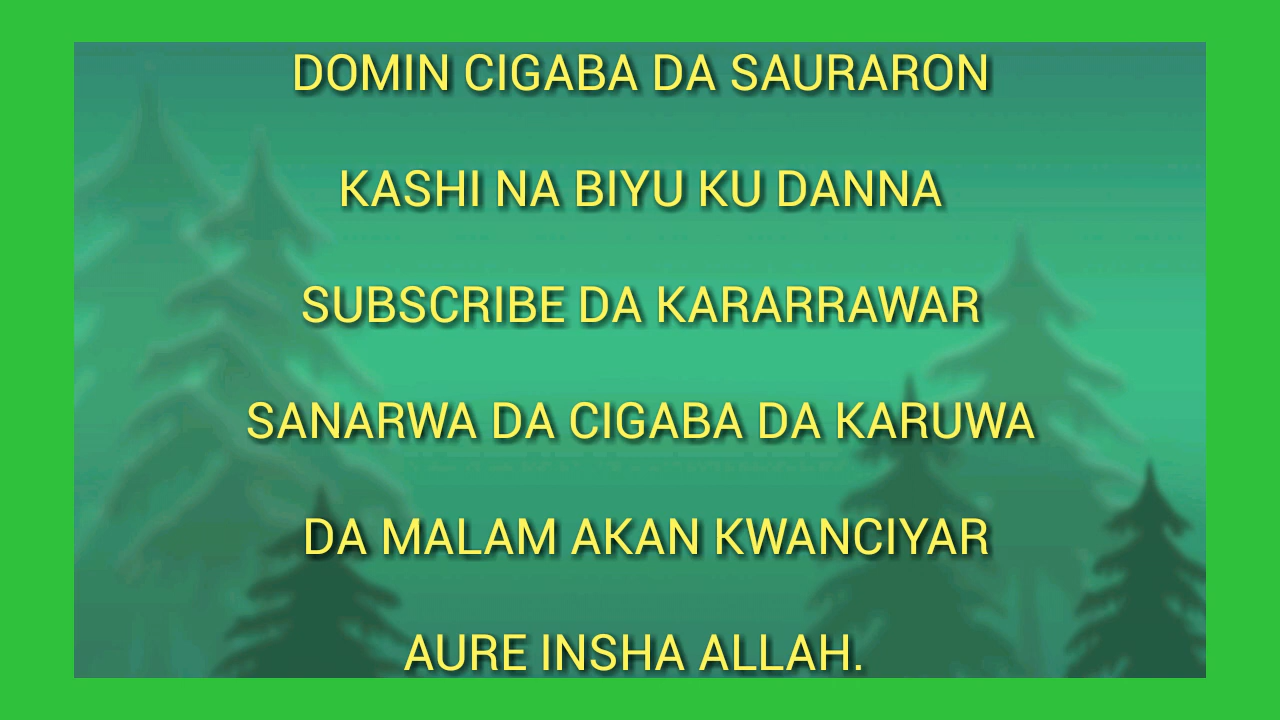 DOMIN CIGABA DA SAURARON
KASHI NA BIYU KU DANNA
SUBSCRIBE DA KARARRAWAR
SANARWA DA CIGABA DA KARUWA
DA MALAM AKAN KWANCIYAR
AURE INSHA ALLAH.